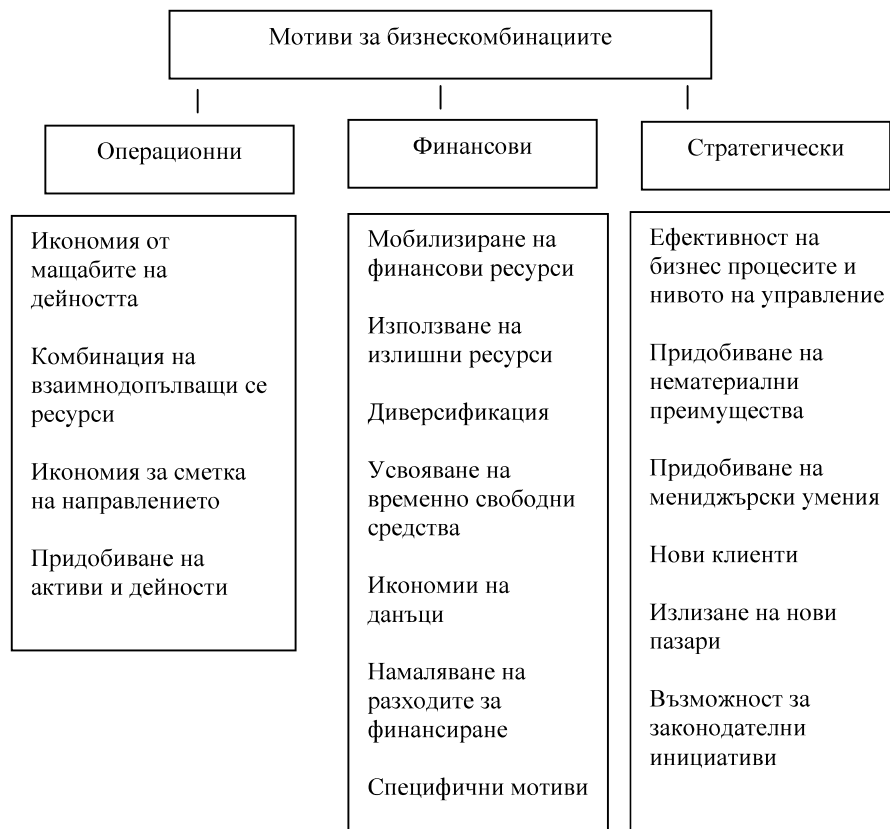 Мотиви за бизнескомбинациите
Операционни
Финансови
Стратегически
Икономия от
мащабите на
дейността
Комбинация на
взаимнодопълващи се
ресурси
Икономия за сметка
на направлението
Придобиване на
активи и дейности
Мобилизиране на
финансови ресурси
Използване на
излишни ресурси
Диверсификация
Усвояване на
временно свободни
средства
Икономии на
данъци
Намаляване на
разходите за
финансиране
Специфични мотиви
Ефективност на
бизнес процесите и
нивото на управление
Придобиване на
нематериални
преимущества
Придобиване на
мениджърски умения
Нови клиенти
Излизане на нови
пазари
Възможност за
законодателни
инициативи